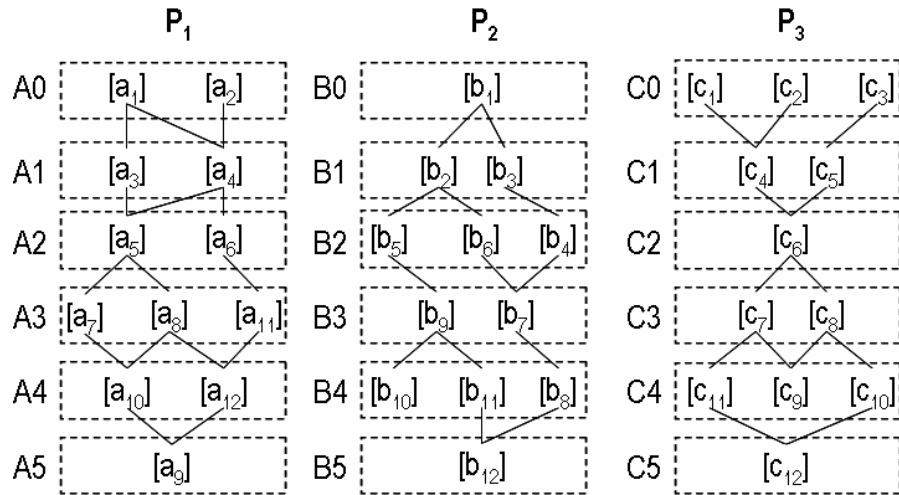 P1 P2 P3
A0 [a1] [a2] B0 [b1] C0 [c1] [c2] [c3]
A1 [a3] [a4] B1 [b2] [b3] C1 [c4] [c5]
A2 [a5] [a6] B2 [b5] [b6] [b4] C2 [c6]
A3 [a7] [a8] [a11] B3 [b9] [b7] C3 [c7] [c8]
A4 [a10] [a12] B4 [b10] [b11] [b8] C4 [c11] [c9] [c10]
A5 [a9] B5 [b12] C5 [c12]